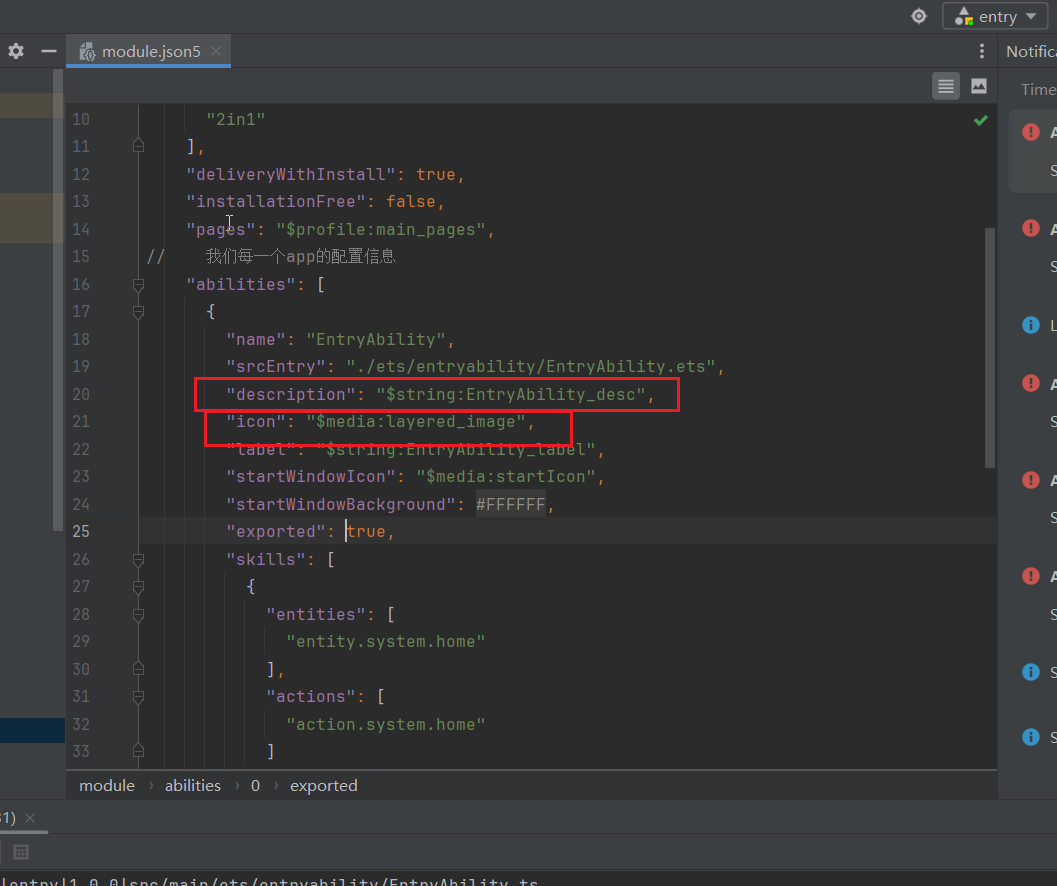 entry
module.json5
Notifica
Time
10 "2in1"
11 ],
12 "deliveryWithInstall": true,
13 "installationFree": false,
14 "pages": "$profile:main_pages",
15 // 我们每一个app的配置信息
16 "abilities": [
17 {
18 "name": "EntryAbility",
19 "srcEntry": "./ets/entryability/EntryAbility.ets",
20 "description": "$string:EntryAbility_desc",
21 "icon": "$media:layered_image",
22 "label": "$string:EntryAbility_label",
23 "startWindowIcon": "$media:startIcon",
24 "startWindowBackground": #FFFFFF,
25 "exported": true,
26 "skills": [
27 {
28 "entities": [
29 "entity.system.home"
30 ],
31 "actions": [
32 "action.system.home"
33 ]
module › abilities › 0 › exported
1)
|entry|1.0.0|src/main/ets/entryability/EntryAbility.ts